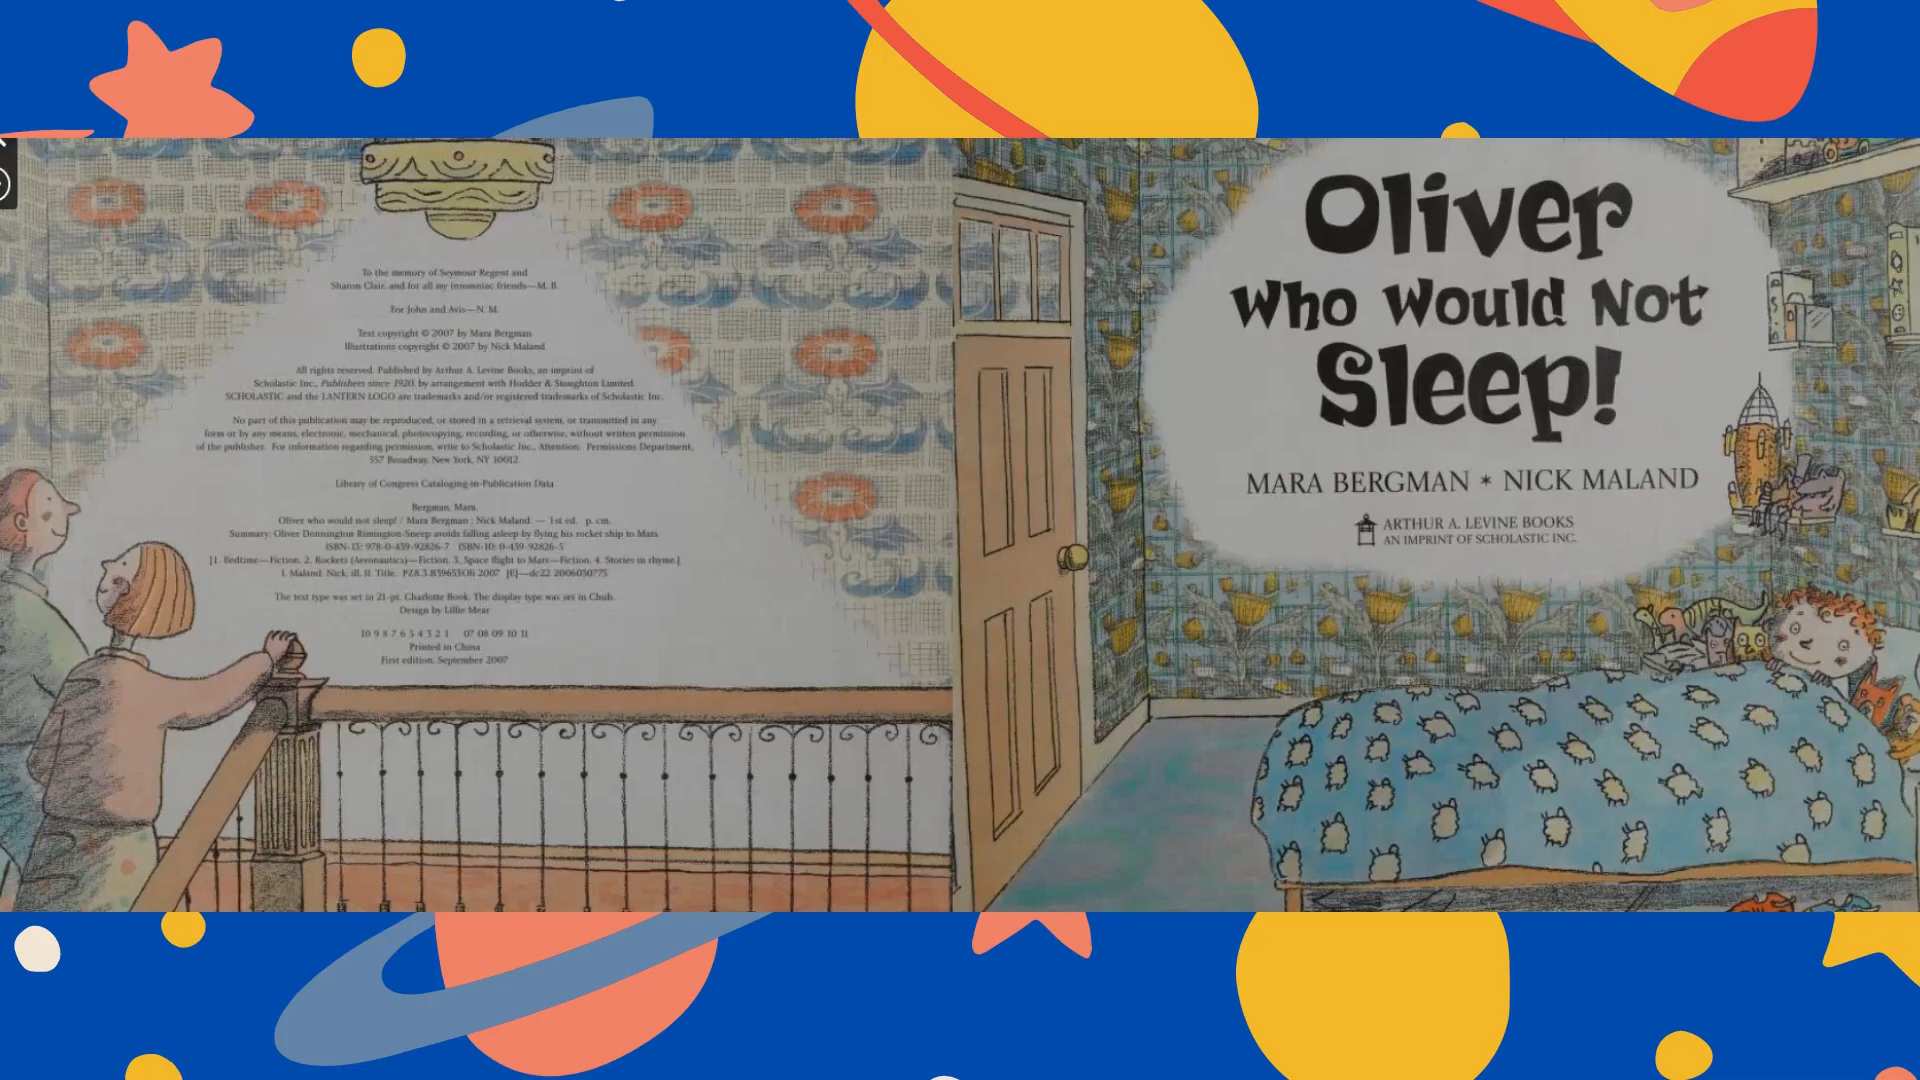 To the memory of Seymour Regent and
Sharon Clair, and for all my insomniac friends—M. B.
For John and Avis—N. M.
Text copyright © 2007 by Mara Bergman
Illustrations copyright © 2007 by Nick Maland
All rights reserved. Published by Arthur A. Levine Books, an imprint of
Scholastic Inc., Publishers since 1920, by arrangement with Hodder & Stoughton Limited.
SCHOLASTIC and the LANTERN LOGO are trademarks and/or registered trademarks of Scholastic Inc.
No part of this publication may be reproduced, or stored in a retrieval system, or transmitted in any
form or by any means, electronic, mechanical, photocopying, recording, or otherwise, without written permission
of the publisher. For information regarding permission, write to Scholastic Inc., Attention: Permissions Department,
557 Broadway, New York, NY 10012.
Library of Congress Cataloging-in-Publication Data
Bergman, Mara.
Oliver who would not sleep! / Mara Bergman ; Nick Maland. — 1st ed. p. cm.
Summary: Oliver Donnington Rimington-Sneep avoids falling asleep by flying his rocket ship to Mars.
ISBN-13: 978-0-439-92826-7 ISBN-10: 0-439-92826-5
[1. Bedtime—Fiction. 2. Rockets (Aeronautics)—Fiction. 3. Space flight to Mars—Fiction. 4. Stories in rhyme.]
I. Maland, Nick, ill. II. Title. PZ8.3.B39653Oli 2007 [E]—dc22 2006030775
The text type was set in 21-pt. Charlotte Book. The display type was set in Chub.
Design by Lillie Mear
10 9 8 7 6 5 4 3 2 1 07 08 09 10 11
Printed in China
First edition, September 2007
Oliver
Who Would Not
Sleep!
MARA BERGMAN * NICK MALAND
ARTHUR A. LEVINE BOOKS
AN IMPRINT OF SCHOLASTIC INC.